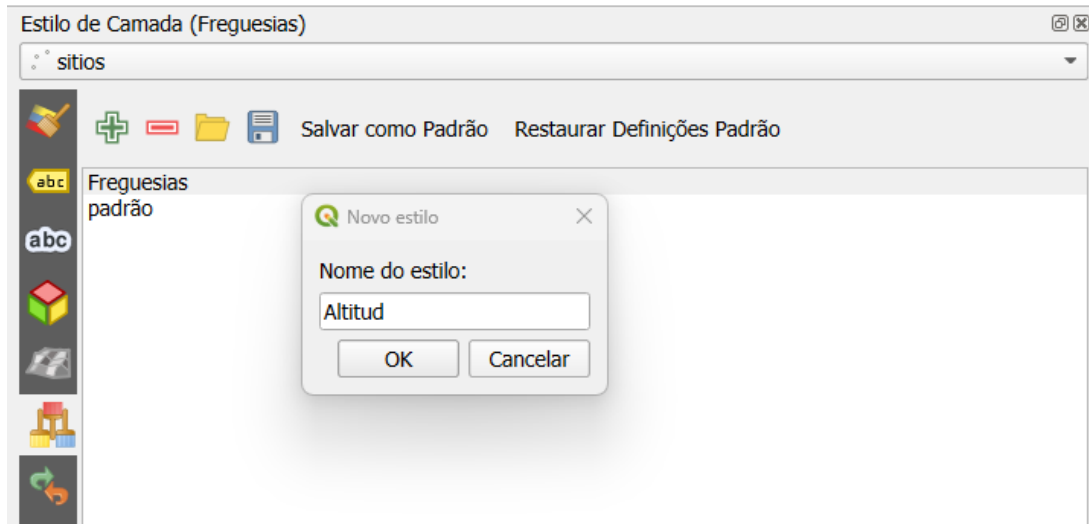 Estilo de Camada (Freguesias)
sitios
Salvar como Padrão Restaurar Definições Padrão
abc
abc
Freguesias
padrão
Novo estilo
Nome do estilo:
Altitud
OK Cancelar